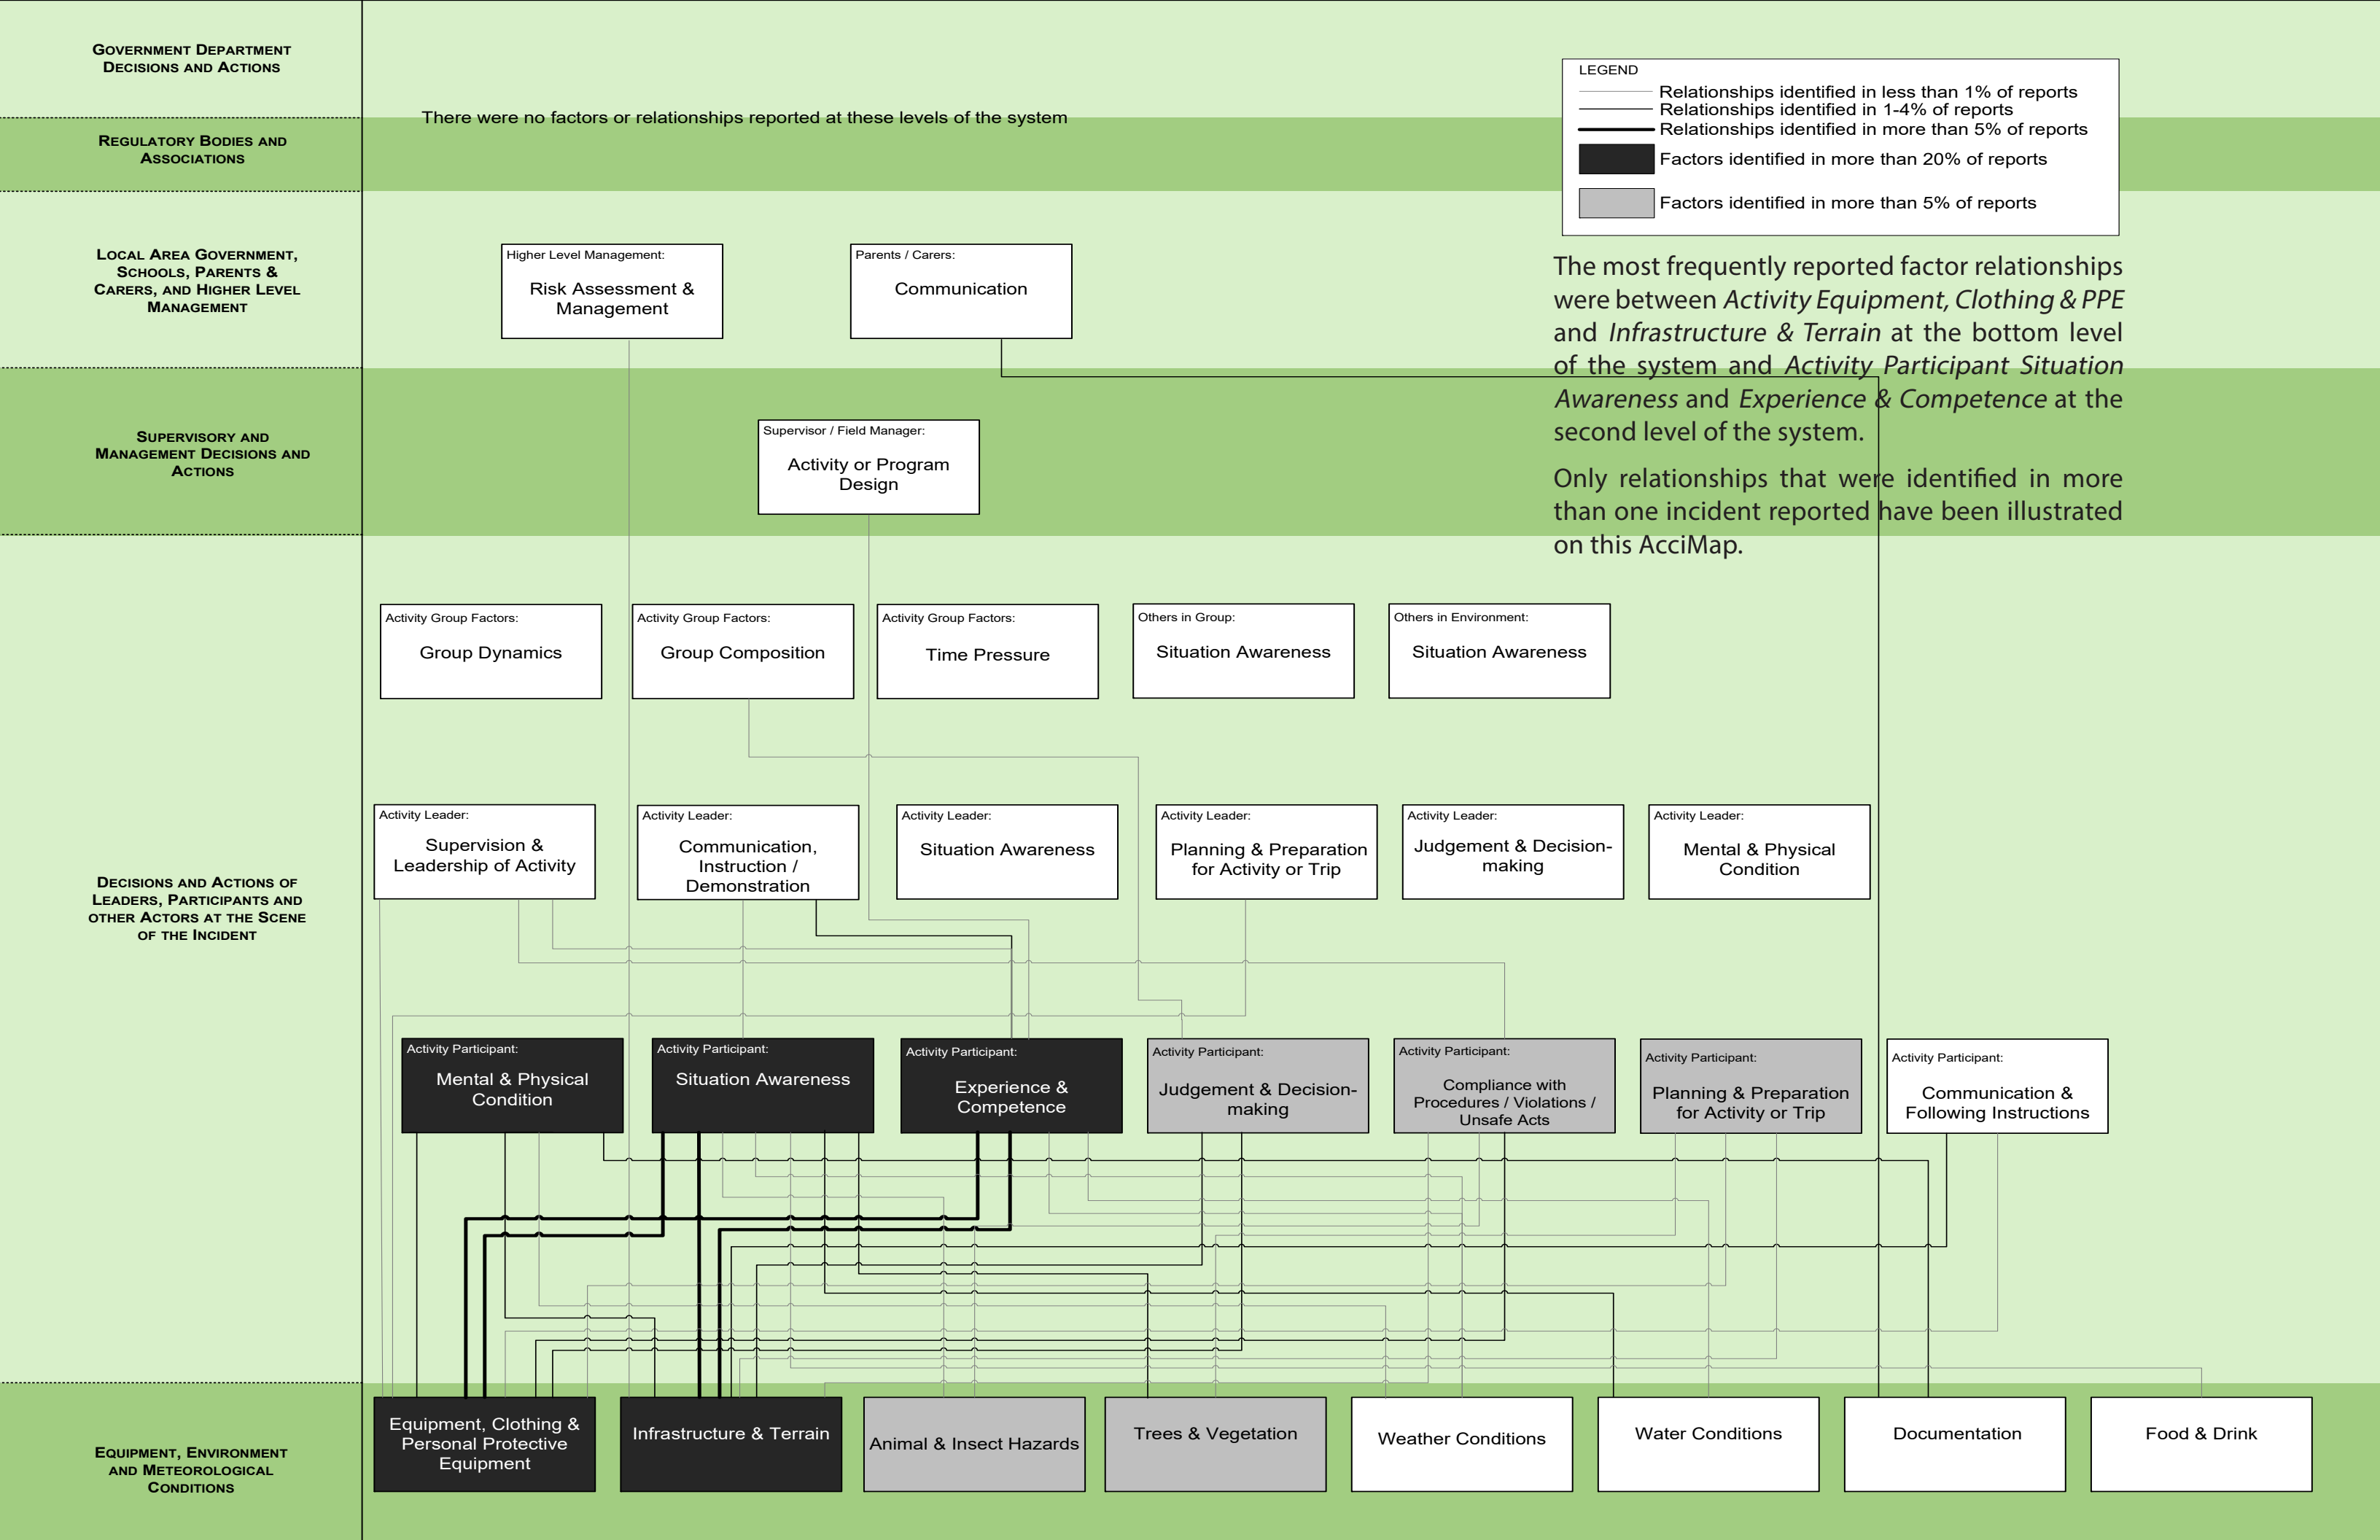 GOVERNMENT DEPARTMENT
DECISIONS AND ACTIONS
There were no factors or relationships reported at these levels of the system
REGULATORY BODIES AND
ASSOCIATIONS
LEGEND
Relationships identified in less than 1% of reports
Relationships identified in 1-4% of reports
Relationships identified in more than 5% of reports
Factors identified in more than 20% of reports
Factors identified in more than 5% of reports
The most frequently reported factor relationships
were between Activity Equipment, Clothing & PPE
and Infrastructure & Terrain at the bottom level
of the system and Activity Participant Situation
Awareness and Experience & Competence at the
second level of the system.
Only relationships that were identified in more
than one incident reported have been illustrated
on this AcciMap.
LOCAL AREA GOVERNMENT,
SCHOOLS, PARENTS &
CARERS, AND HIGHER LEVEL
MANAGEMENT
Higher Level Management:
Risk Assessment &
Management
Parents / Carers:
Communication
SUPERVISORY AND
MANAGEMENT DECISIONS AND
ACTIONS
Supervisor / Field Manager:
Activity or Program
Design
DECISIONS AND ACTIONS OF
LEADERS, PARTICIPANTS AND
OTHER ACTORS AT THE SCENE
OF THE INCIDENT
Activity Group Factors:
Group Dynamics
Activity Group Factors:
Group Composition
Activity Group Factors:
Time Pressure
Others in Group:
Situation Awareness
Others in Environment:
Situation Awareness
Activity Leader:
Supervision &
Leadership of Activity
Activity Leader:
Communication,
Instruction /
Demonstration
Activity Leader:
Situation Awareness
Activity Leader:
Planning & Preparation
for Activity or Trip
Activity Leader:
Judgement & Decision-
making
Activity Leader:
Mental & Physical
Condition
Activity Participant:
Mental & Physical
Condition
Activity Participant:
Situation Awareness
Activity Participant:
Experience &
Competence
Activity Participant:
Judgement & Decision-
making
Activity Participant:
Compliance with
Procedures / Violations /
Unsafe Acts
Activity Participant:
Planning & Preparation
for Activity or Trip
Activity Participant:
Communication &
Following Instructions
EQUIPMENT, ENVIRONMENT
AND METEOROLOGICAL
CONDITIONS
Equipment, Clothing &
Personal Protective
Equipment
Infrastructure & Terrain
Animal & Insect Hazards
Trees & Vegetation
Weather Conditions
Water Conditions
Documentation
Food & Drink